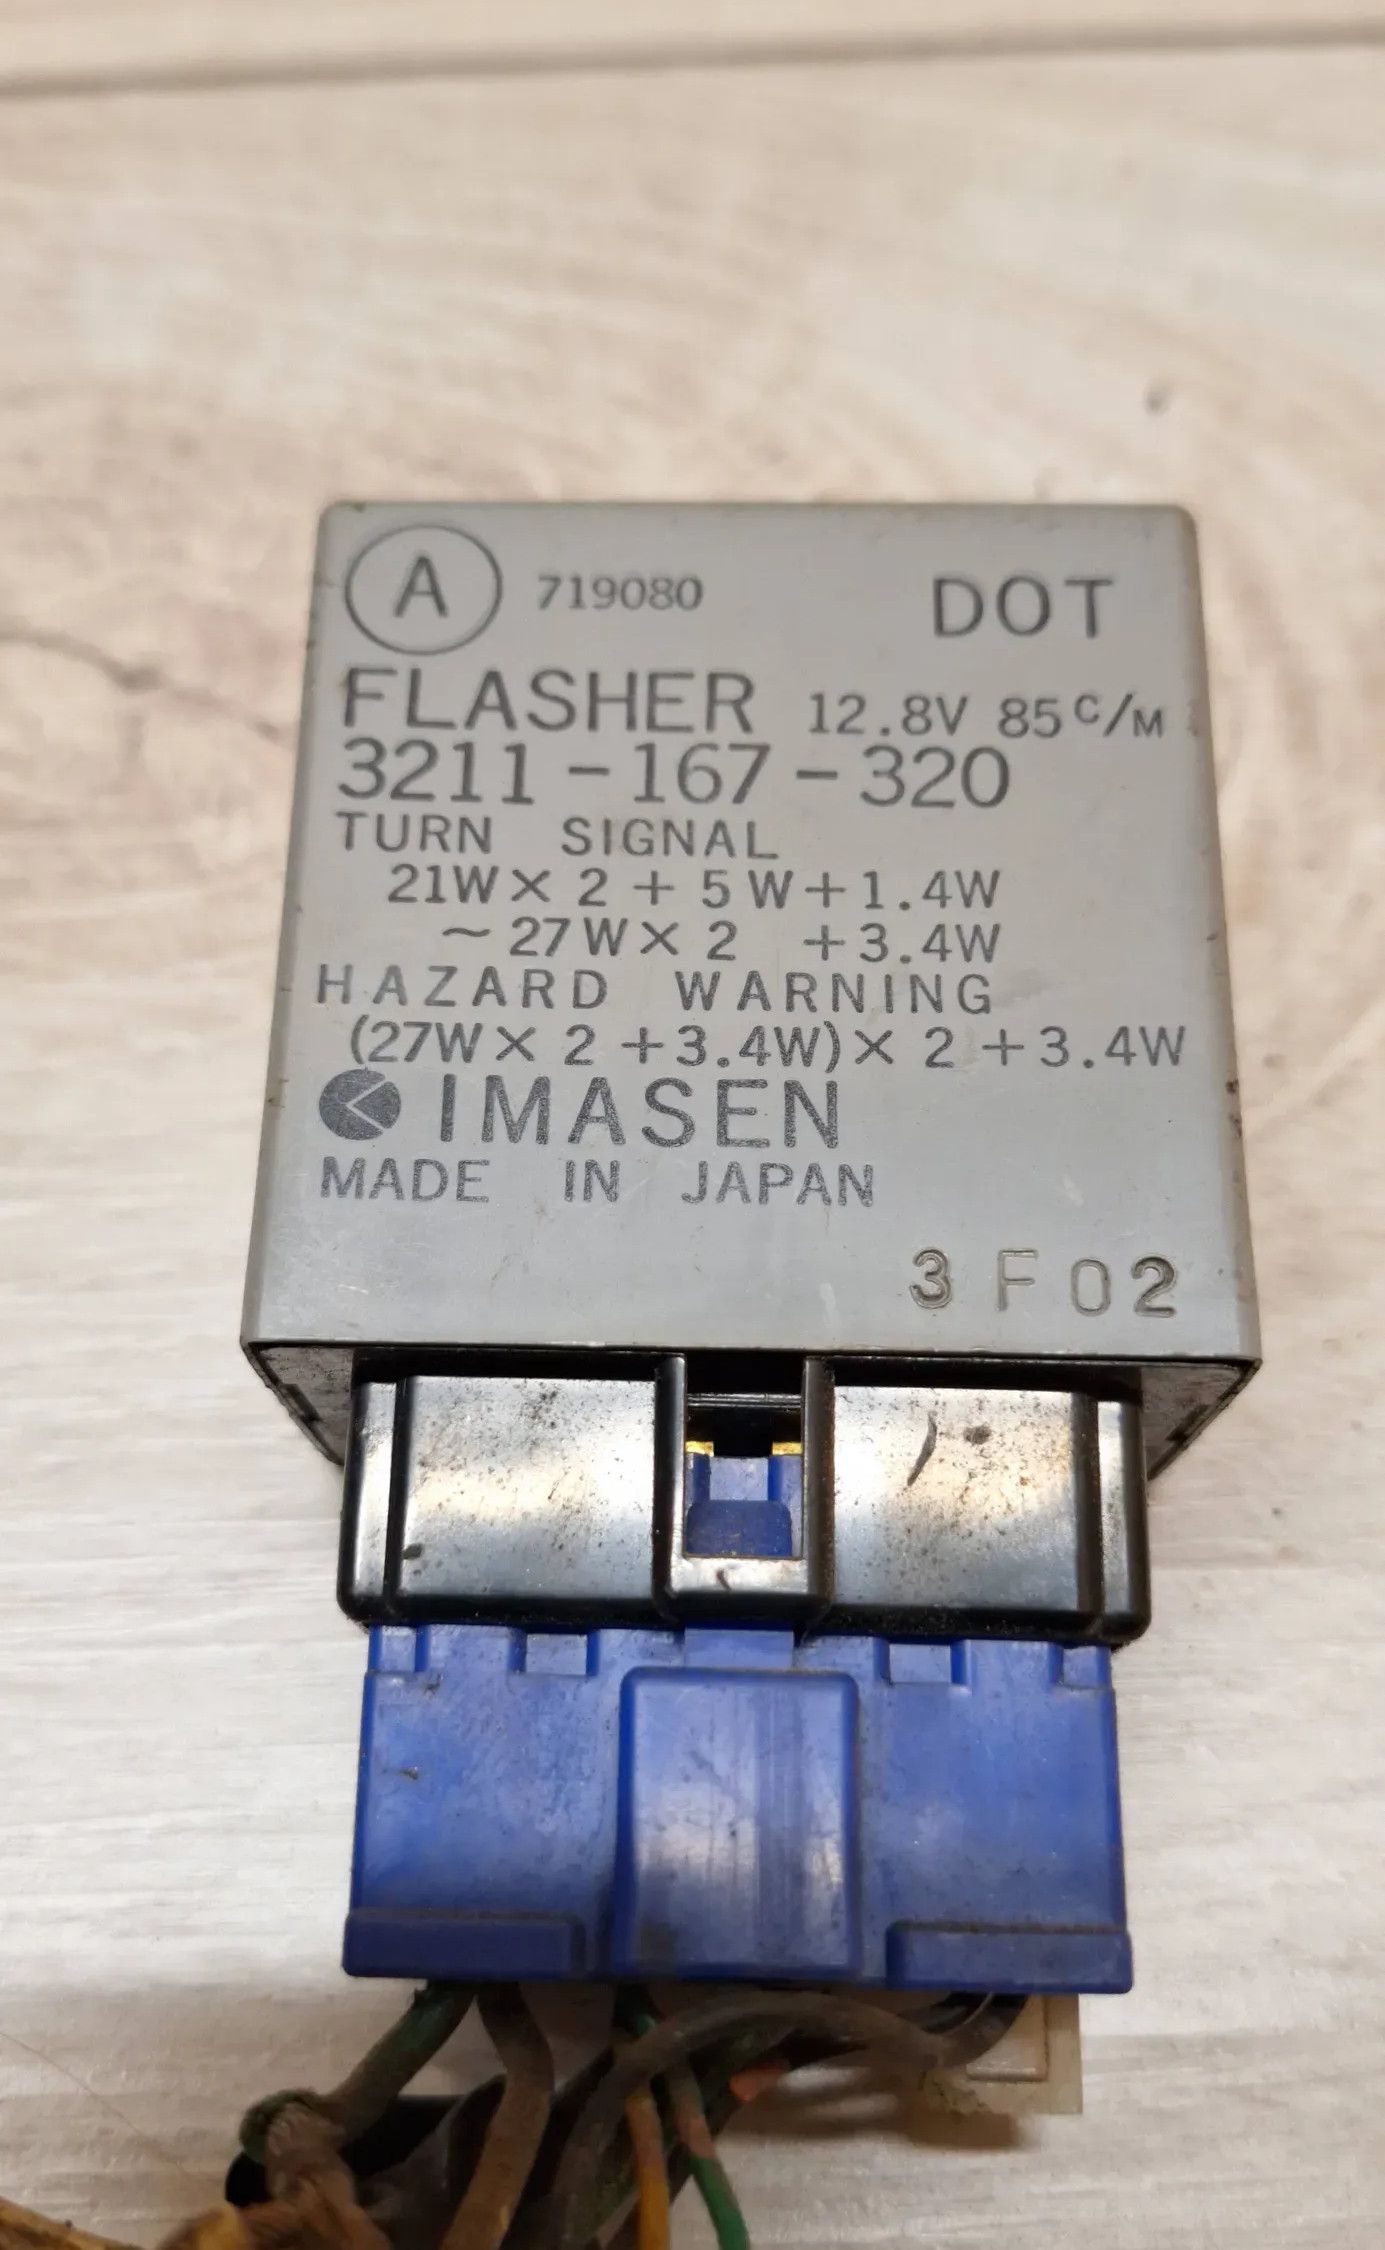 A 719080 DOT
FLASHER 12.8V 85C/M
3211-167-320
TURN SIGNAL
21W×2+5W+1.4W
~27W×2 +3.4W
HAZARD WARNING
(27W×2+3.4W)×2+3.4W
IMASEN
MADE IN JAPAN
3F02